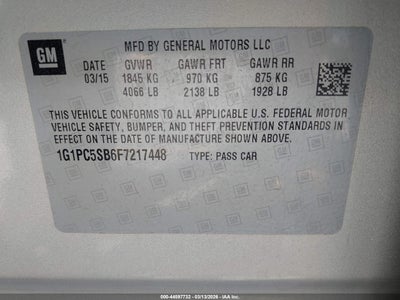 GM
MFD BY GENERAL MOTORS LLC
DATE GVWR GAWR FRT GAWR RR
03/15 1845 KG 970 KG 875 KG
4066 LB 2138 LB 1928 LB
THIS VEHICLE CONFORMS TO ALL APPLICABLE U.S. FEDERAL MOTOR
VEHICLE SAFETY, BUMPER, AND THEFT PREVENTION STANDARDS IN
EFFECT ON THE DATE OF MANUFACTURE SHOWN ABOVE.
1G1PC5SB6F7217448 TYPE: PASS CAR
000-44697732 - 03/13/2026 - IAA Inc.